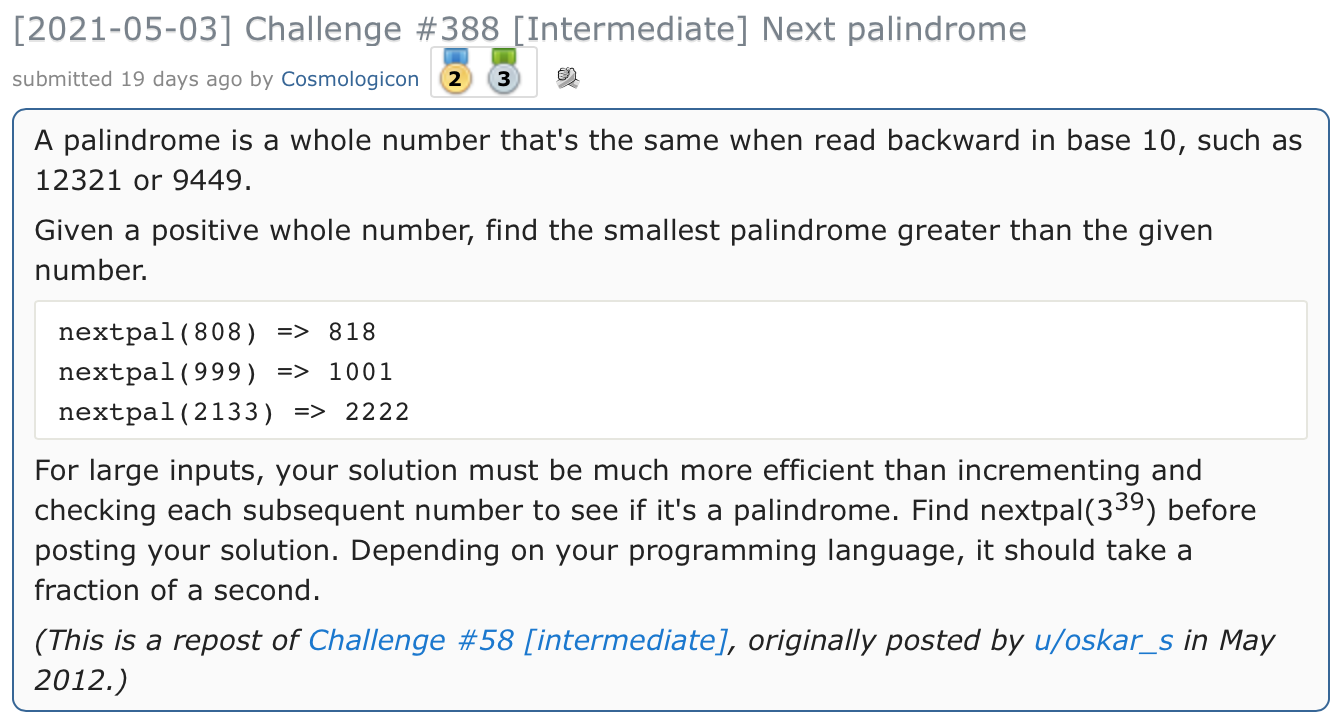 [2021-05-03] Challenge #388 [Intermediate] Next palindrome
submitted 19 days ago by Cosmologicon 2 3
A palindrome is a whole number that's the same when read backward in base 10, such as
12321 or 9449.
Given a positive whole number, find the smallest palindrome greater than the given
number.
nextpal(808) => 818
nextpal(999) => 1001
nextpal(2133) => 2222
For large inputs, your solution must be much more efficient than incrementing and
checking each subsequent number to see if it's a palindrome. Find nextpal(3³⁹) before
posting your solution. Depending on your programming language, it should take a
fraction of a second.
(This is a repost of Challenge #58 [intermediate], originally posted by u/oskar_s in May
2012.)